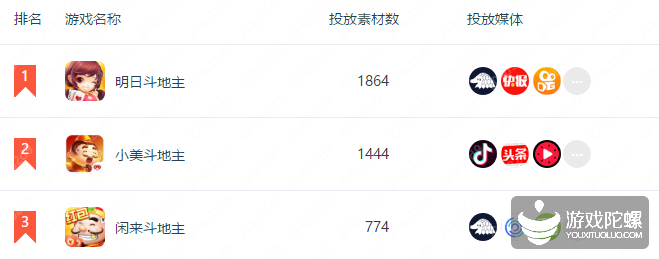 排名 游戏名称 投放素材数 投放媒体
1 明日斗地主 1864 快报
2 小美斗地主 1444 头条
3 红包 闲来斗地主 774
游戏陀螺
YOUXITUOLUO.COM